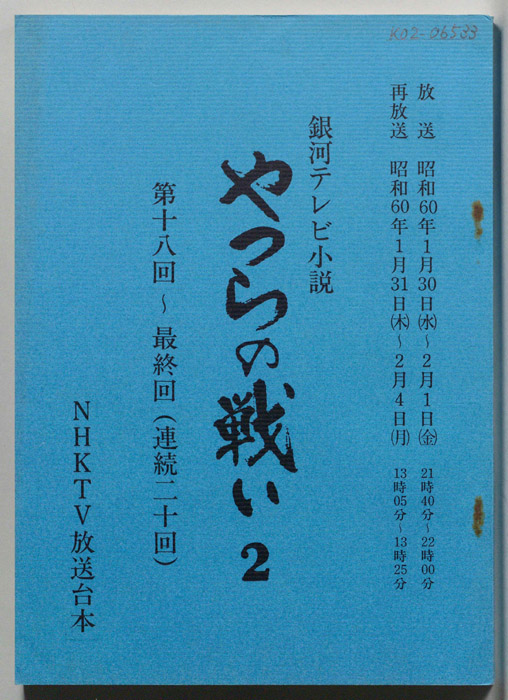 K02-06583
放　送　昭和60年1月30日㈬～2月1日㈮　21時40分～22時00分
再放送　昭和60年1月31日㈭～2月4日㈪　13時05分～13時25分
銀河テレビ小説
やつらの戦い 2
第十八回～最終回(連続二十回)
NHKTV放送台本